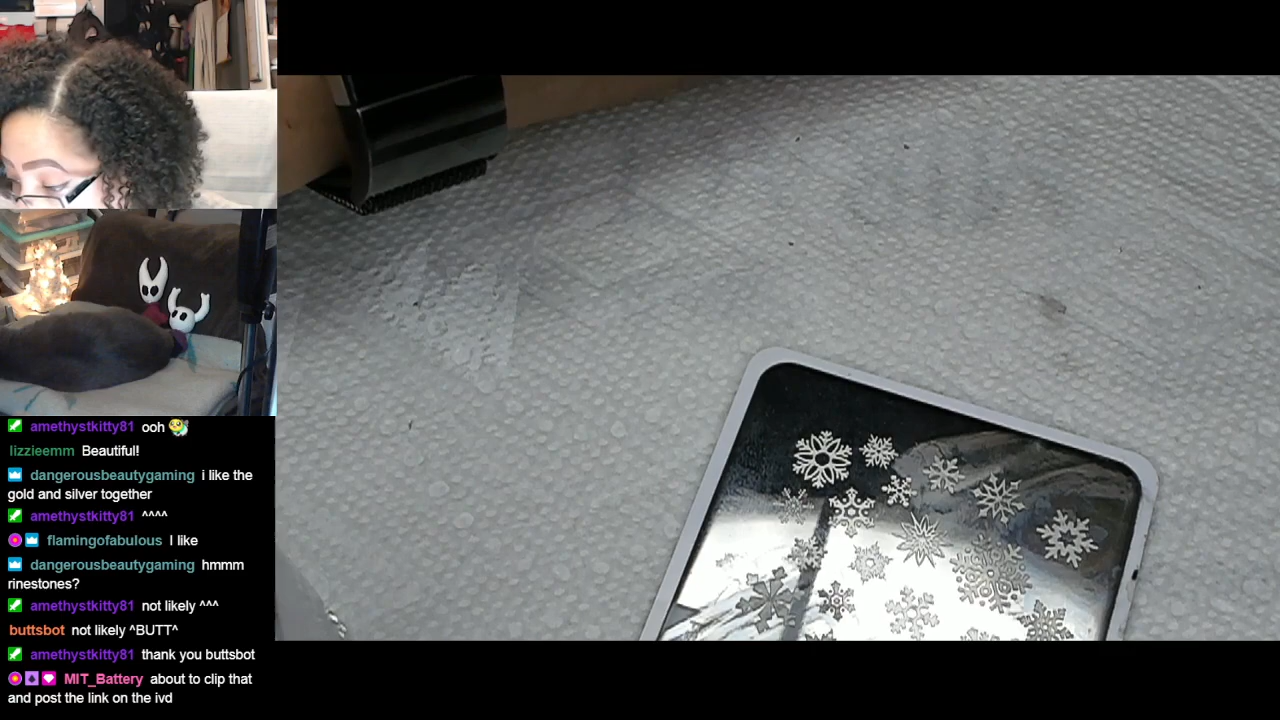 amethystkitty81 ooh
lizzieemm Beautiful!
dangerousbeautygaming i like the
gold and silver together
amethystkitty81 ^^^^
flamingofabulous I like
dangerousbeautygaming hmmm
rinestones?
amethystkitty81 not likely ^^^
buttsbot not likely ^BUTT^
amethystkitty81 thank you buttsbot
MIT_Battery about to clip that
and post the link on the ivd